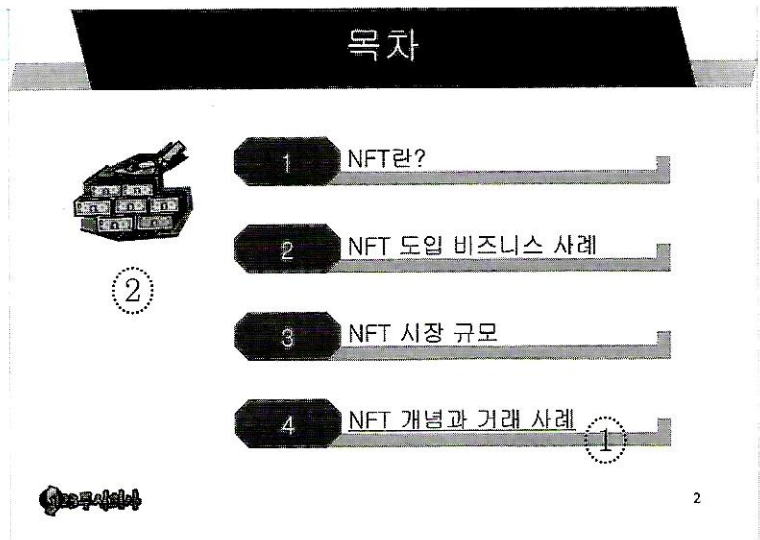 목차
1 NFT란?
2 NFT 도입 비즈니스 사례
②
3 NFT 시장 규모
4 NFT 개념과 거래 사례
①
2